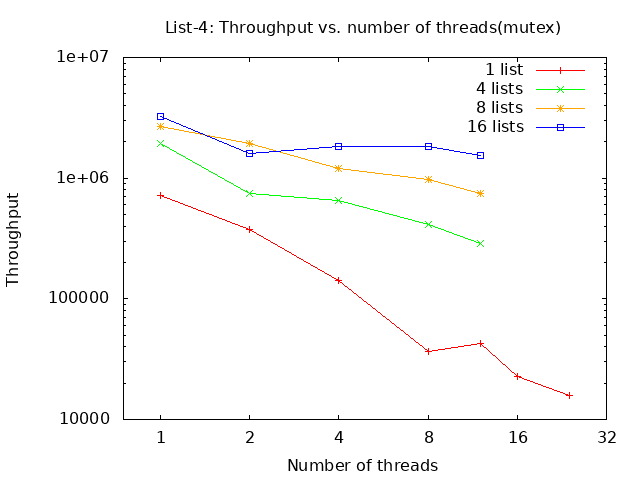 List-4: Throughput vs. number of threads(mutex)
1e+07
1 list
4 lists
8 lists
16 lists
1e+06
Throughput
100000
10000
1 2 4 8 16 32
Number of threads